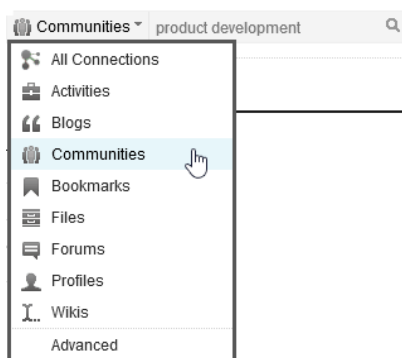 Communities product development
All Connections
Activities
Blogs
Communities
Bookmarks
Files
Forums
Profiles
Wikis
Advanced